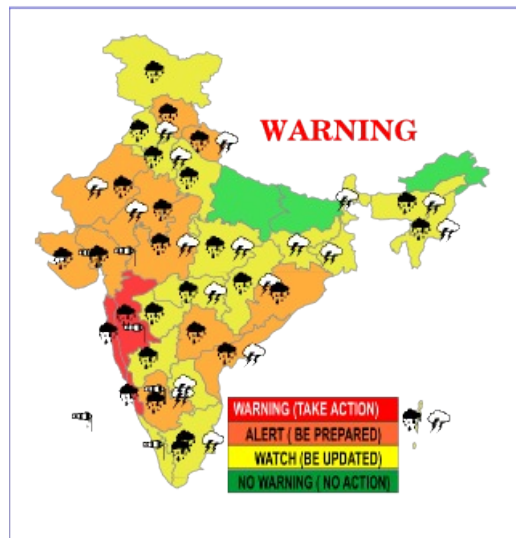 WARNING
WARNING (TAKE ACTION)
ALERT ( BE PREPARED)
WATCH (BE UPDATED)
NO WARNING ( NO ACTION)